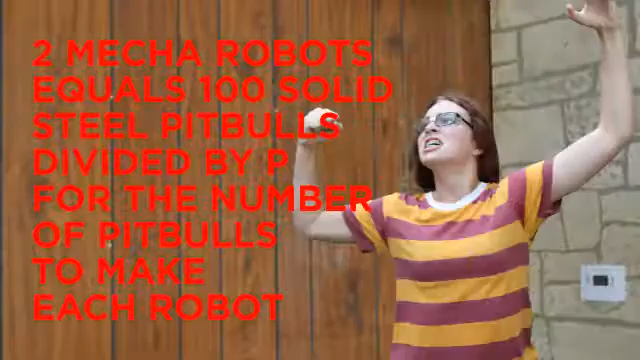 2 MECHA ROBOTS
EQUALS 100 SOLID
STEEL PITBULLS
DIVIDED BY P
FOR THE NUMBER
OF PITBULLS
TO MAKE
EACH ROBOT